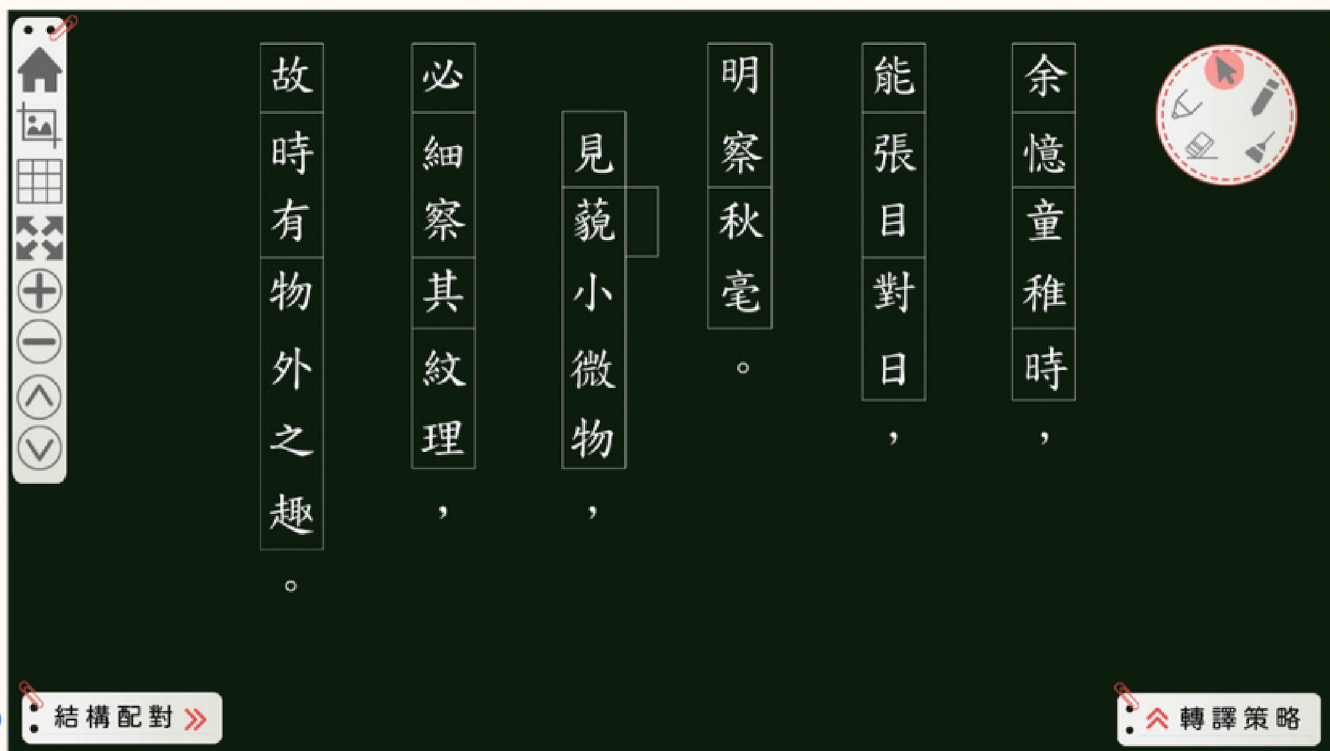 余憶童稚時，
能張目對日，
明察秋毫。
見藐小微物，
必細察其紋理，
故時有物外之趣。
結構配對
轉譯策略